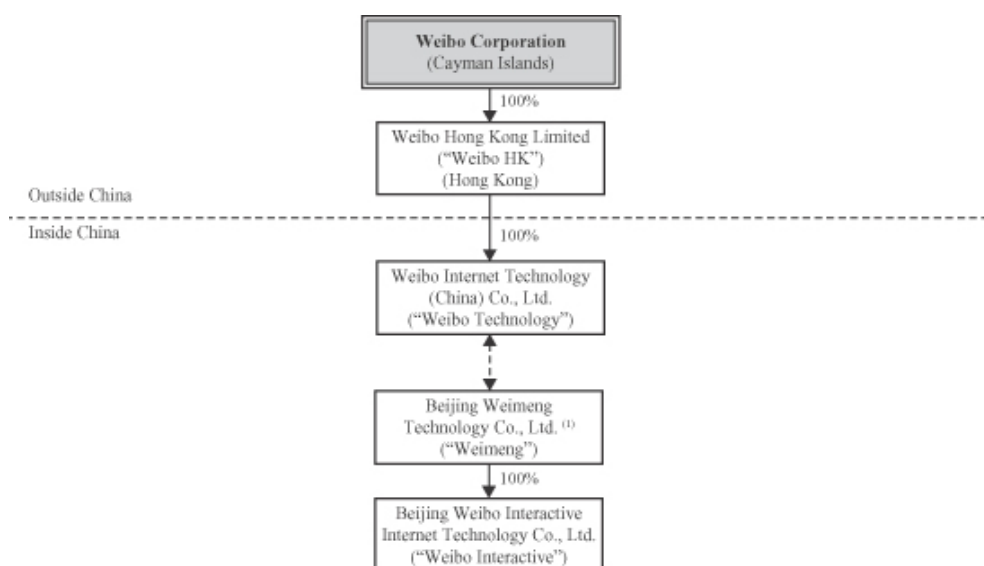 Weibo Corporation
(Cayman Islands)
100%
Weibo Hong Kong Limited
(“Weibo HK”)
(Hong Kong)
Outside China
Inside China
100%
Weibo Internet Technology
(China) Co., Ltd.
(“Weibo Technology”)
Beijing Weimeng
Technology Co., Ltd. (1)
(“Weimeng”)
100%
Beijing Weibo Interactive
Internet Technology Co., Ltd.
(“Weibo Interactive”)